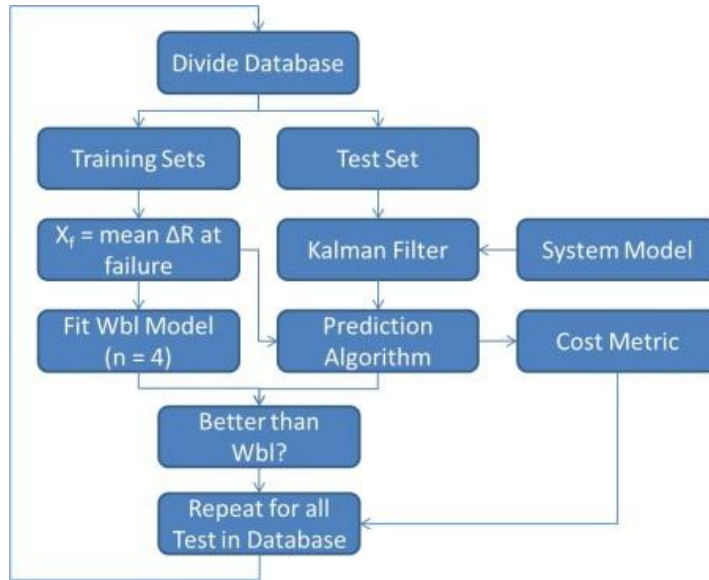 Divide Database
Training Sets
Test Set
X_f = mean ΔR at
failure
Kalman Filter
System Model
Fit Wbl Model
(n = 4)
Prediction
Algorithm
Cost Metric
Better than
Wbl?
Repeat for all
Test in Database